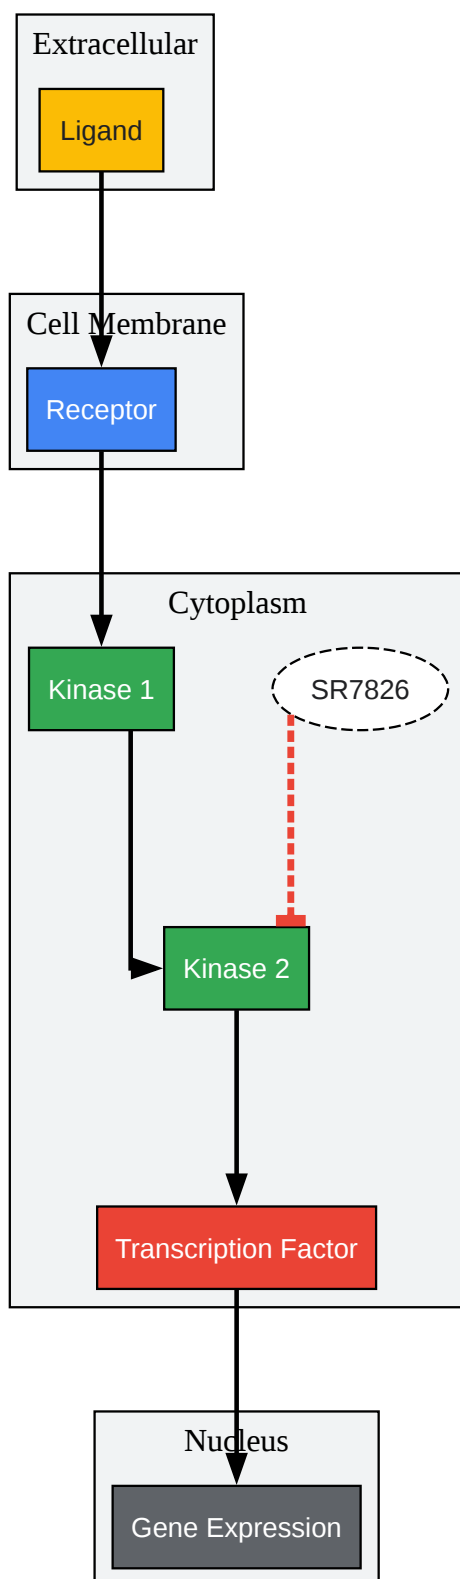 Extracellular
Ligand
Cell Membrane
Receptor
Cytoplasm
Kinase 1
SR7826
Kinase 2
Transcription Factor
Nucleus
Gene Expression